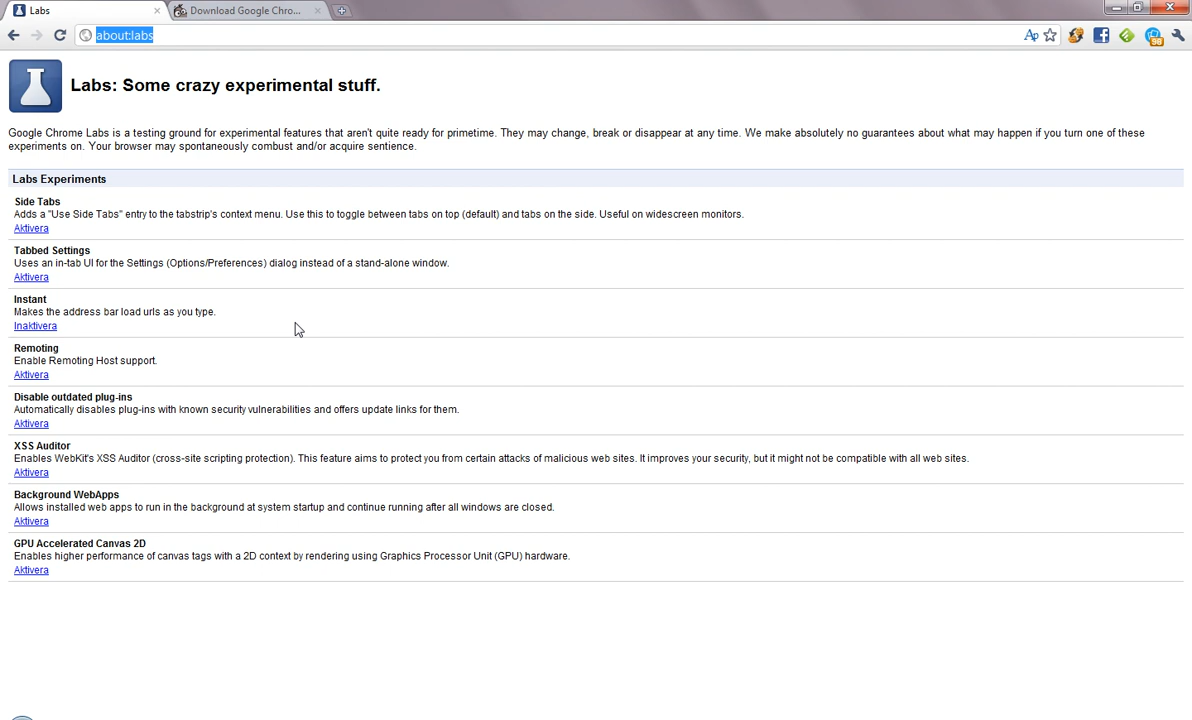 Labs
Download Google Chro...
about:labs
Labs: Some crazy experimental stuff.
Google Chrome Labs is a testing ground for experimental features that aren't quite ready for primetime. They may change, break or disappear at any time. We make absolutely no guarantees about what may happen if you turn one of these
experiments on. Your browser may spontaneously combust and/or acquire sentience.
Labs Experiments
Side Tabs
Adds a "Use Side Tabs" entry to the tabstrip's context menu. Use this to toggle between tabs on top (default) and tabs on the side. Useful on widescreen monitors.
Aktivera
Tabbed Settings
Uses an in-tab UI for the Settings (Options/Preferences) dialog instead of a stand-alone window.
Aktivera
Instant
Makes the address bar load urls as you type.
Inaktivera
Remoting
Enable Remoting Host support.
Aktivera
Disable outdated plug-ins
Automatically disables plug-ins with known security vulnerabilities and offers update links for them.
Aktivera
XSS Auditor
Enables WebKit's XSS Auditor (cross-site scripting protection). This feature aims to protect you from certain attacks of malicious web sites. It improves your security, but it might not be compatible with all web sites.
Aktivera
Background WebApps
Allows installed web apps to run in the background at system startup and continue running after all windows are closed.
Aktivera
GPU Accelerated Canvas 2D
Enables higher performance of canvas tags with a 2D context by rendering using Graphics Processor Unit (GPU) hardware.
Aktivera